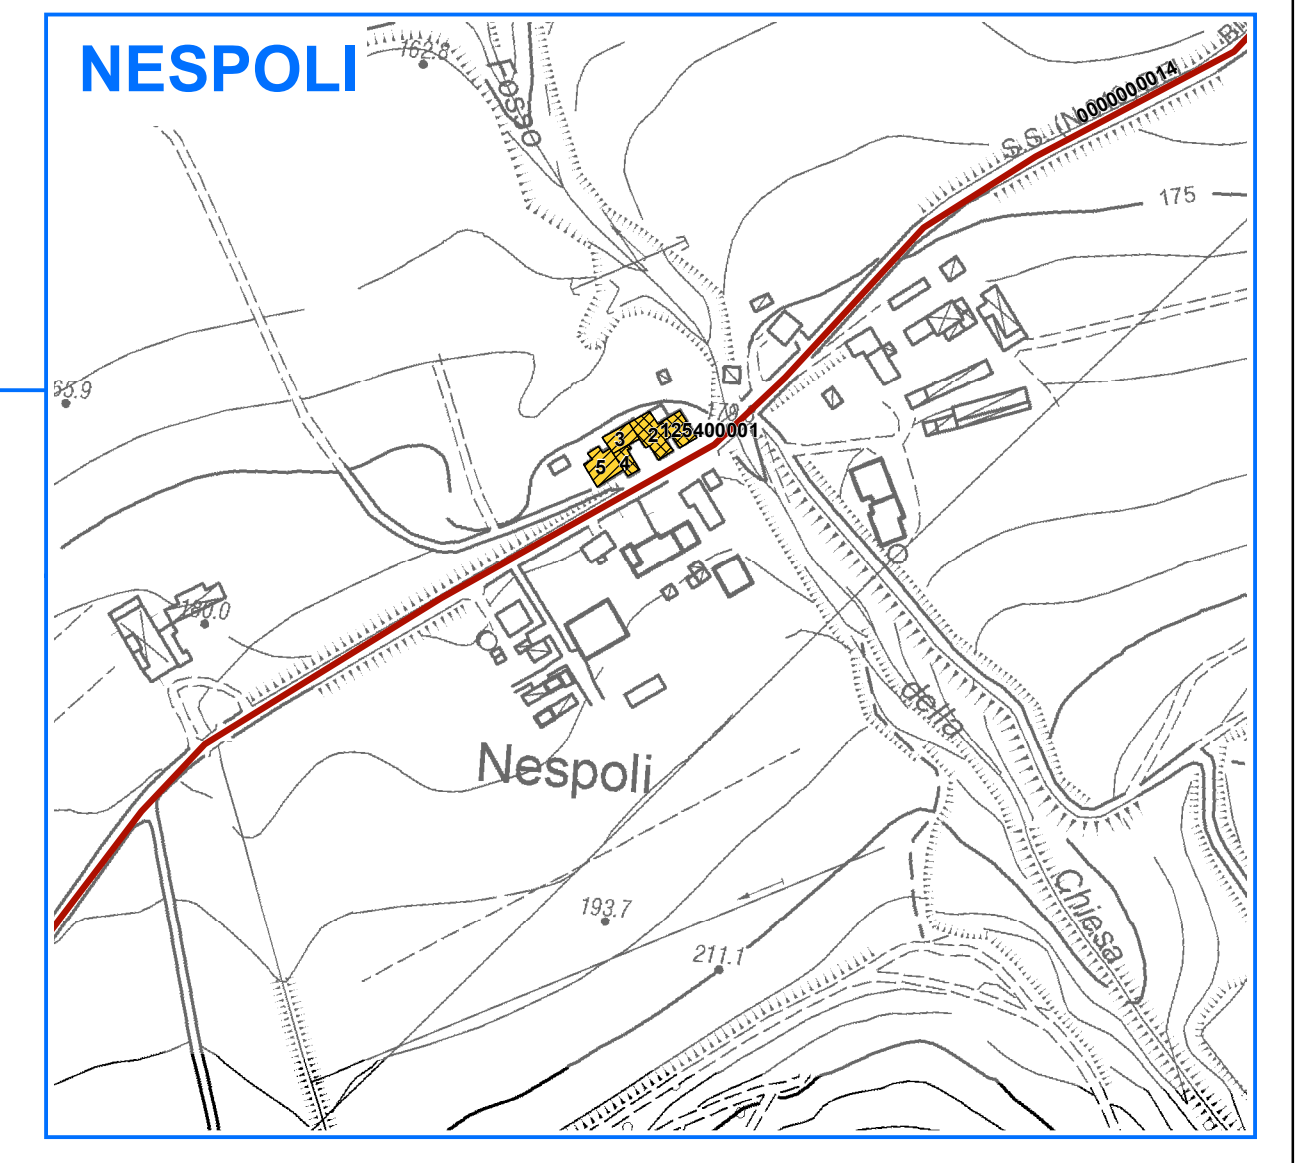 NESPOLI
162.8
Fosso
S.S. (N
0000000014
175
65.9
178.
2125400001
3
4
5
180.0
Nespoli
della
193.7
211.1
Chiesa